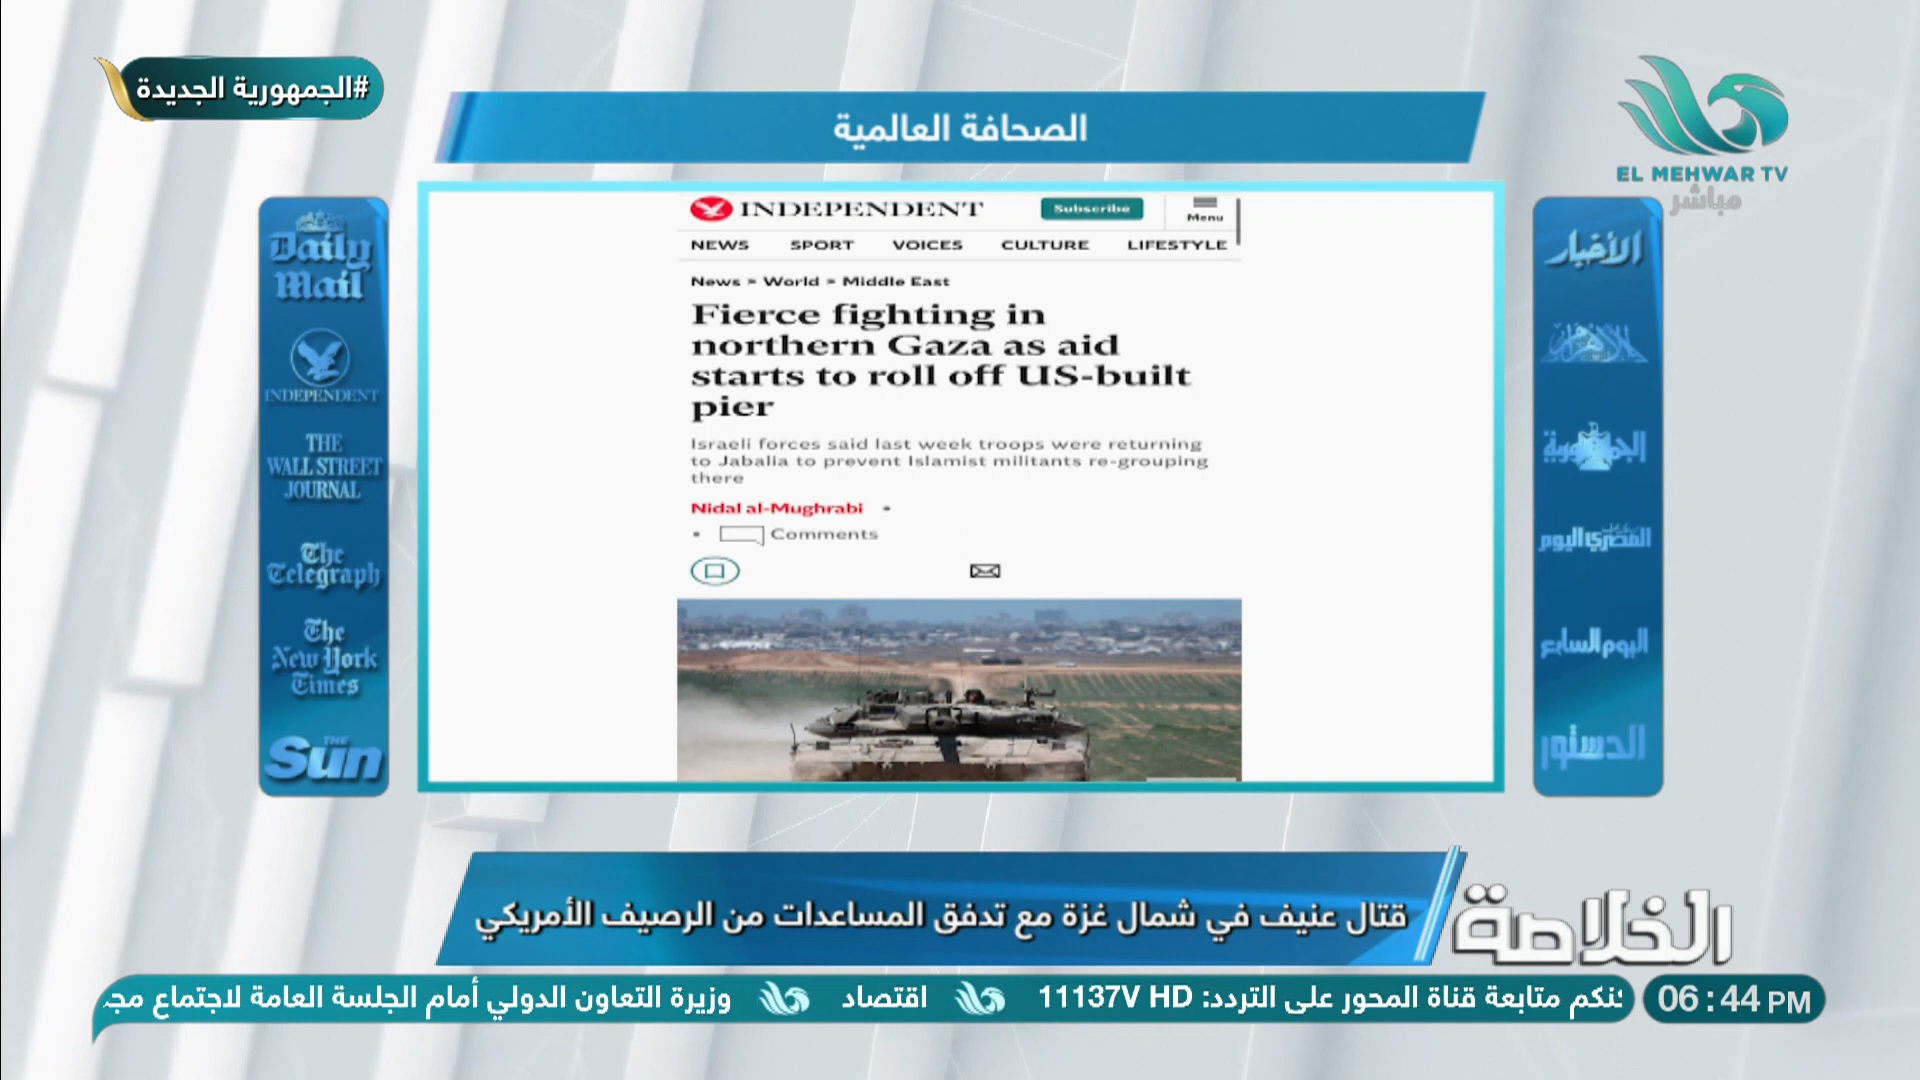 #الجمهورية الجديدة
EL MEHWAR TV
مباشر
الصحافة العالمية
Daily Mail
INDEPENDENT
THE WALL STREET JOURNAL
The Telegraph
The New York Times
THE Sun
INDEPENDENT
Subscribe
Menu
NEWS SPORT VOICES CULTURE LIFESTYLE
News > World > Middle East
Fierce fighting in
northern Gaza as aid
starts to roll off US-built
pier
Israeli forces said last week troops were returning
to Jabalia to prevent Islamist militants re-grouping
there
Nidal al-Mughrabi •
• Comments
الأخبار
الأهرام
الجمهورية
المصري اليوم
اليوم السابع
الدستور
الخلاصة
قتال عنيف في شمال غزة مع تدفق المساعدات من الرصيف الأمريكي
متابعة قناة المحور على التردد: 11137V HD اقتصاد وزيرة التعاون الدولي أمام الجلسة العامة لاجتماع
06:44 PM